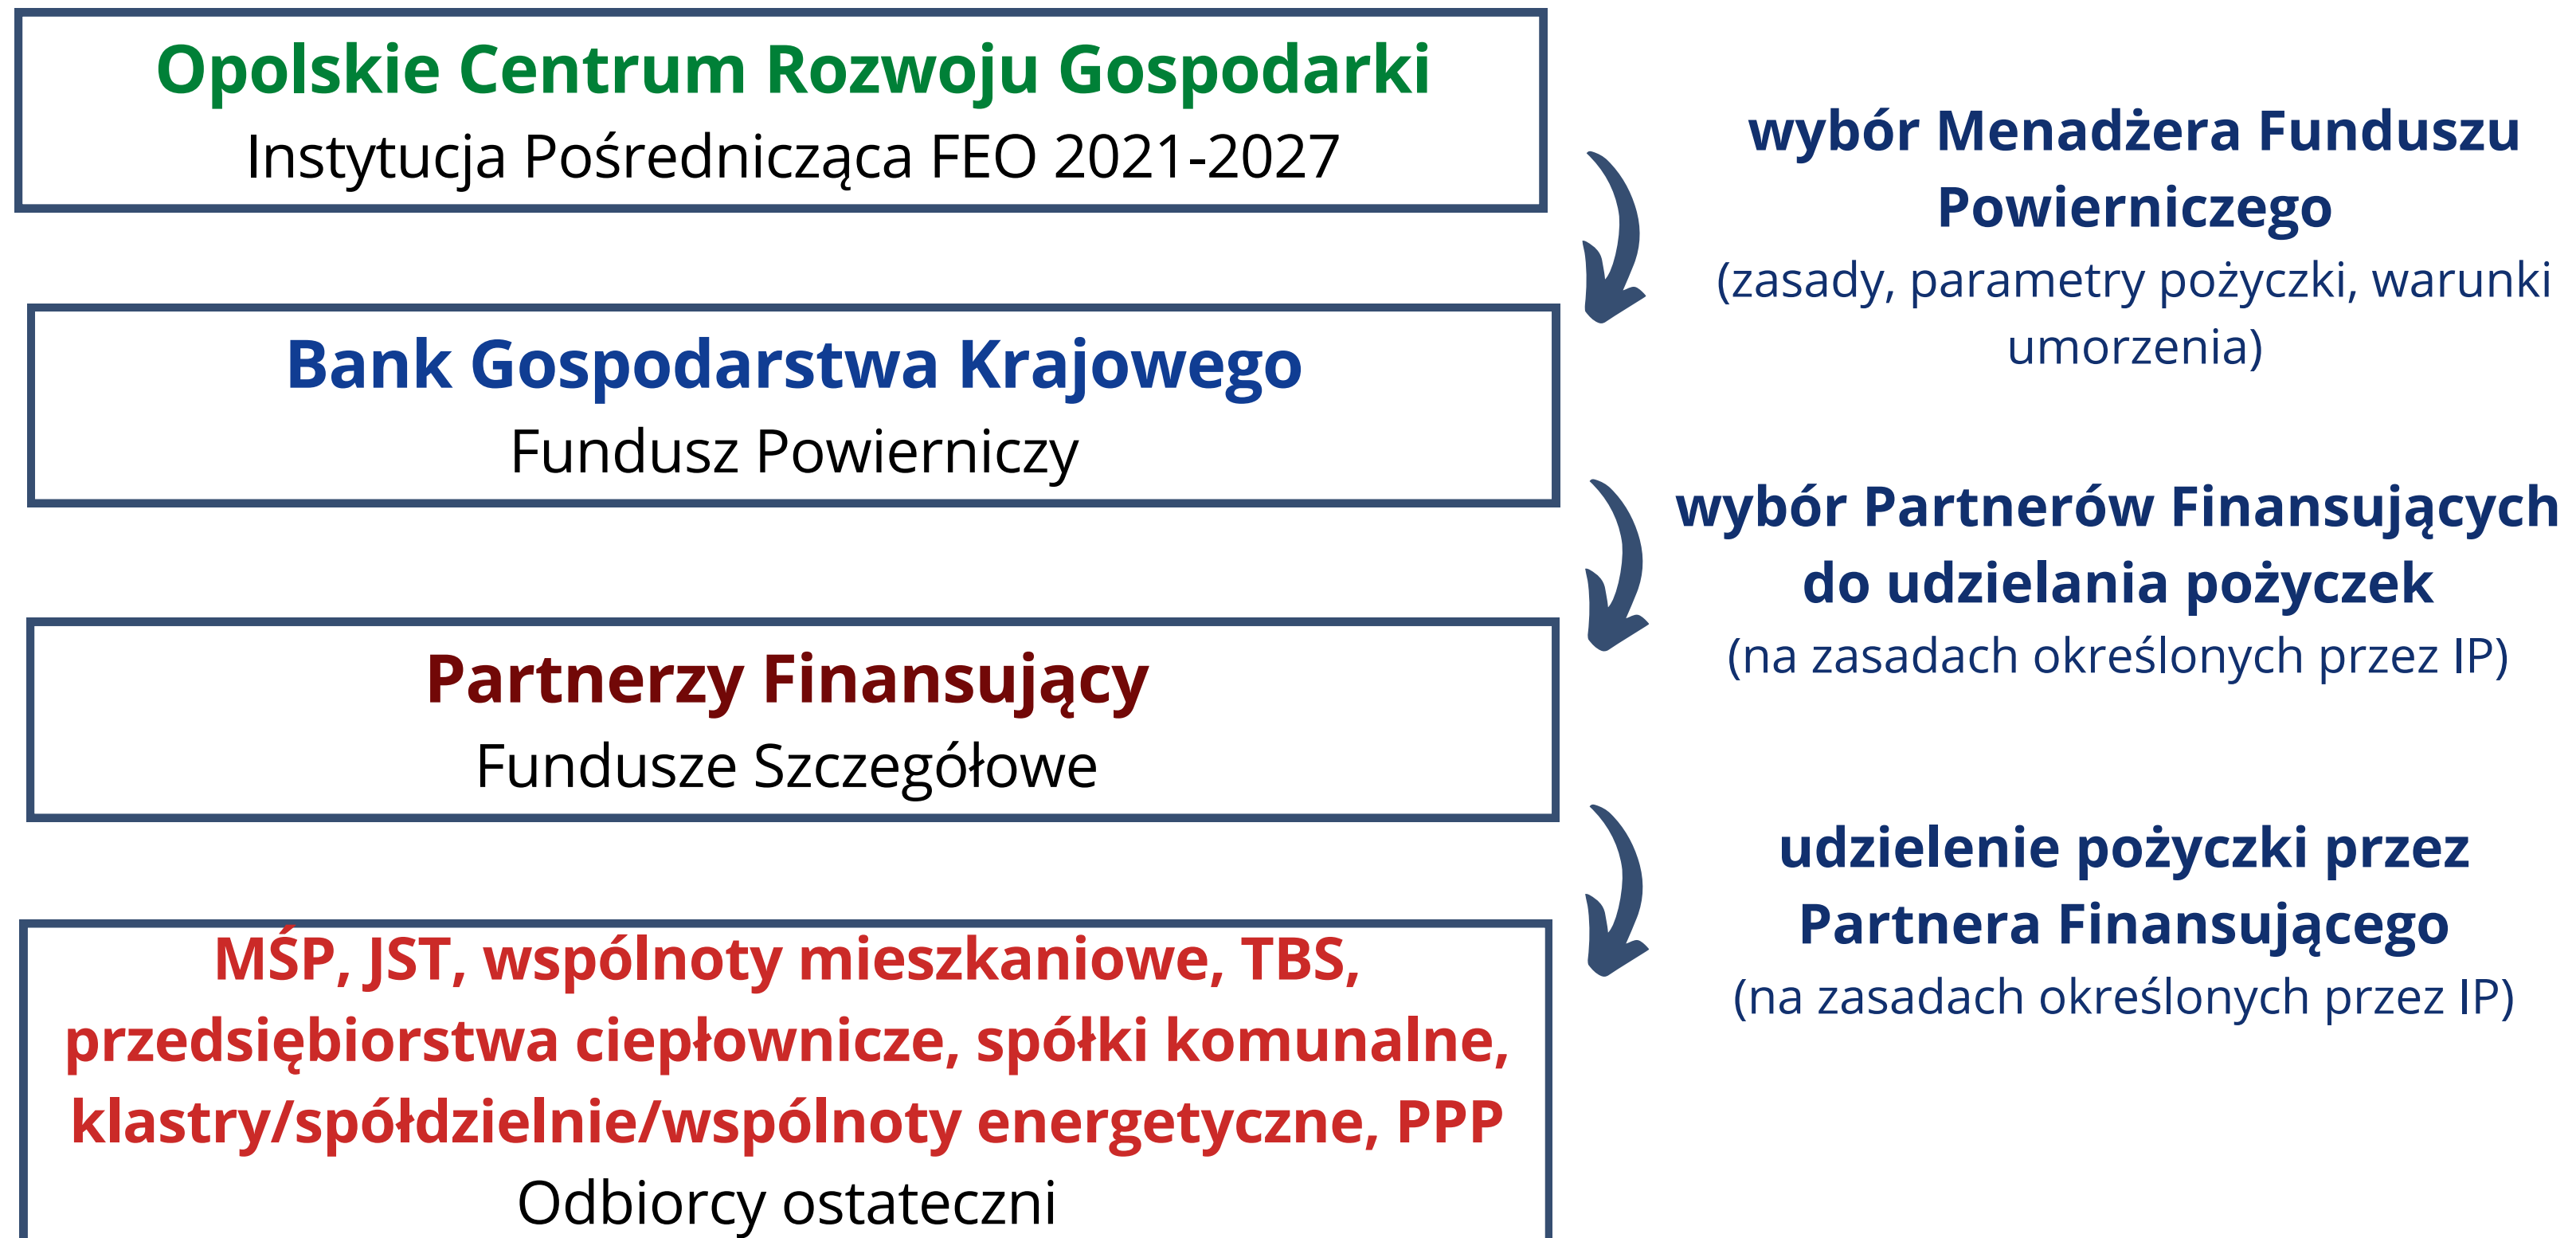 Opolskie Centrum Rozwoju Gospodarki
Instytucja Pośrednicząca FEO 2021-2027
wybór Menadżera Funduszu
Powierniczego
(zasady, parametry pożyczki, warunki
umorzenia)
Bank Gospodarstwa Krajowego
Fundusz Powierniczy
wybór Partnerów Finansujących
do udzielania pożyczek
(na zasadach określonych przez IP)
Partnerzy Finansujący
Fundusze Szczegółowe
udzielenie pożyczki przez
Partnera Finansującego
(na zasadach określonych przez IP)
MŚP, JST, wspólnoty mieszkaniowe, TBS,
przedsiębiorstwa ciepłownicze, spółki komunalne,
klastry/spółdzielnie/wspólnoty energetyczne, PPP
Odbiorcy ostateczni